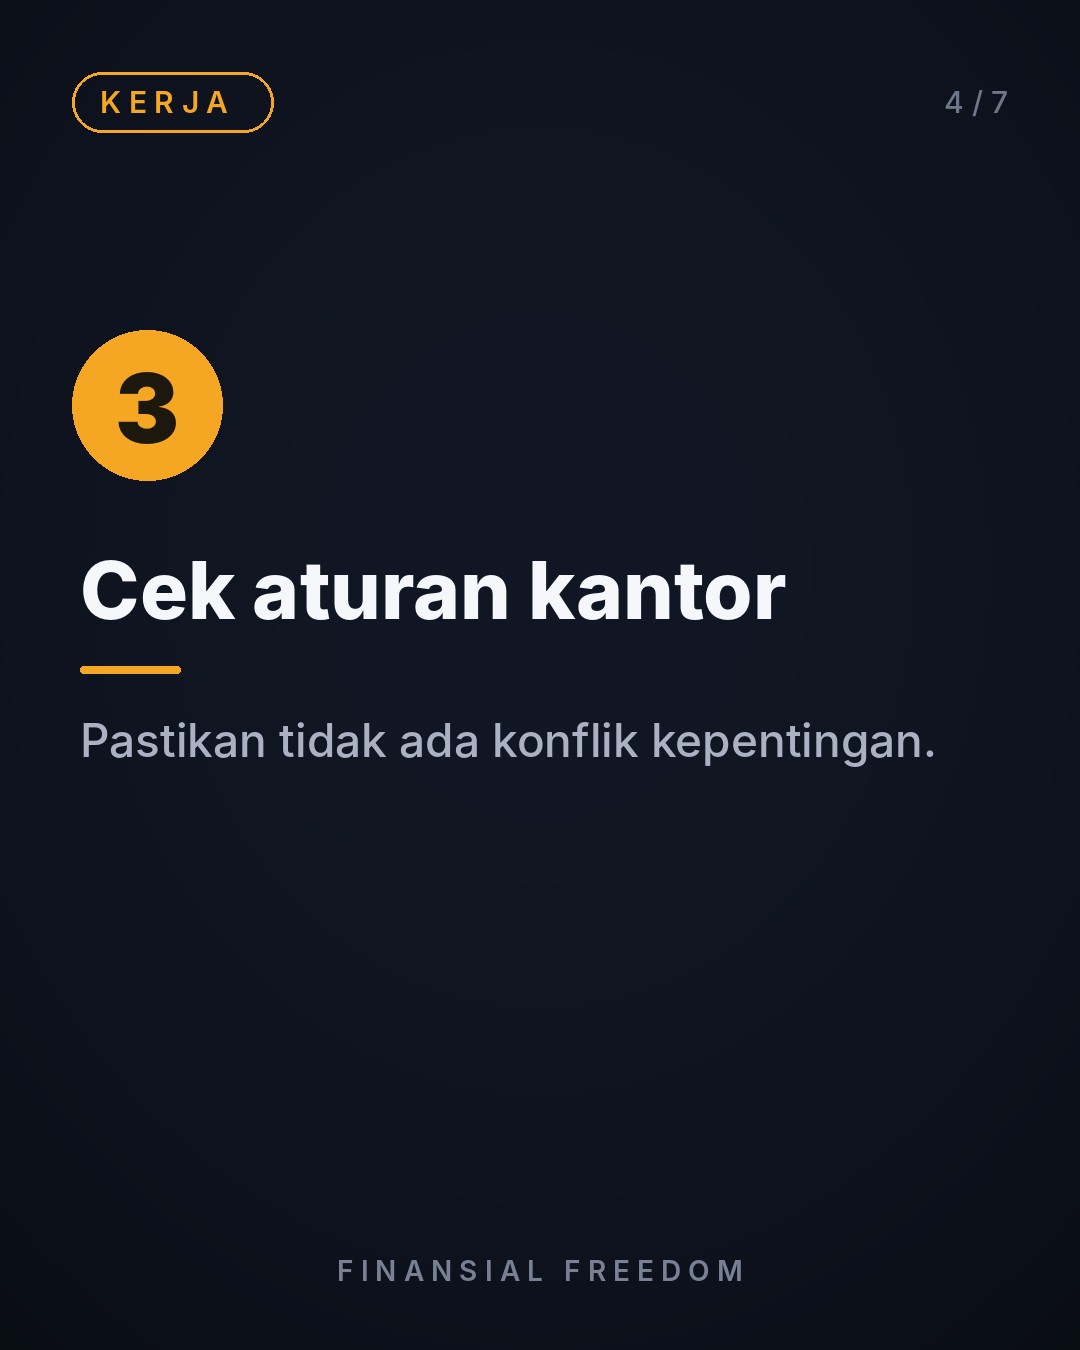 KERJA
4/7
3
Cek aturan kantor
Pastikan tidak ada konflik kepentingan.
FINANSIAL FREEDOM